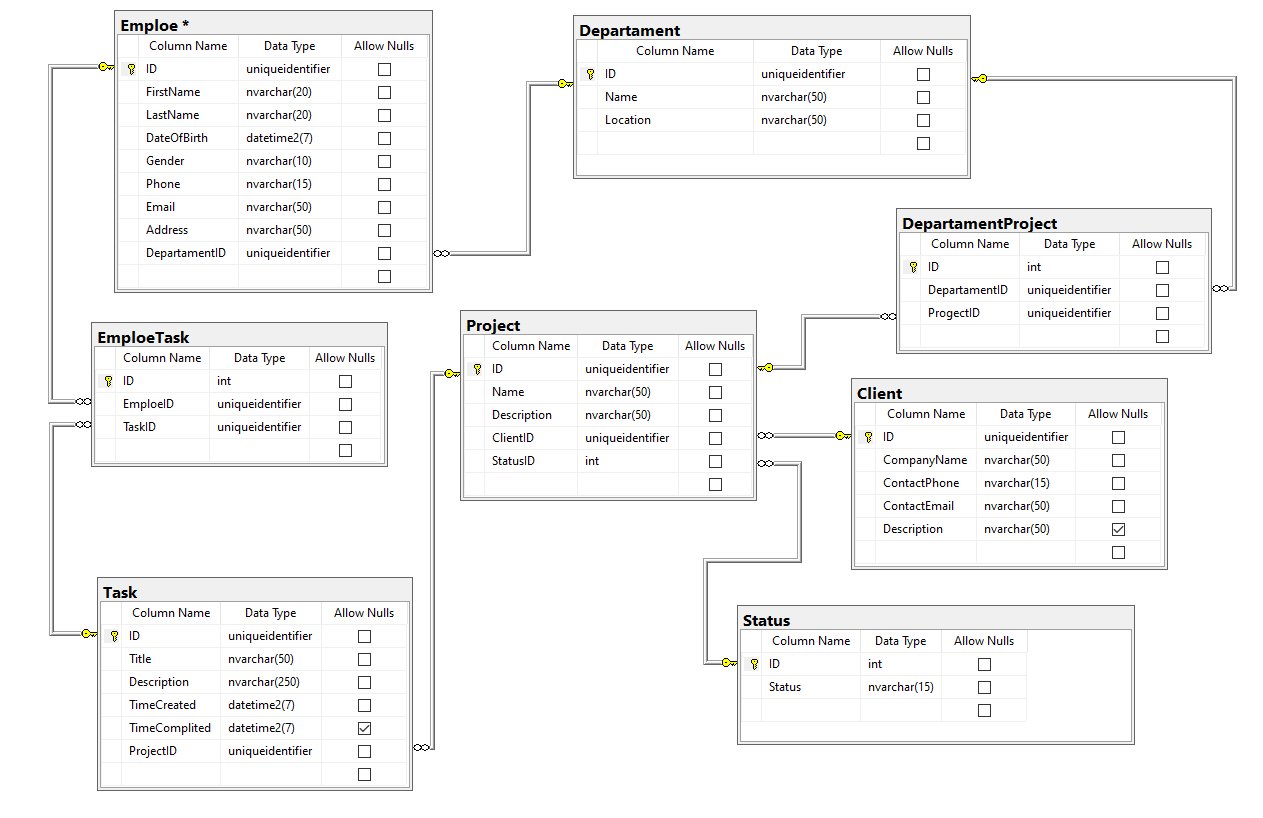 Emploe *
Column Name Data Type Allow Nulls
ID uniqueidentifier
FirstName nvarchar(20)
LastName nvarchar(20)
DateOfBirth datetime2(7)
Gender nvarchar(10)
Phone nvarchar(15)
Email nvarchar(50)
Address nvarchar(50)
DepartamentID uniqueidentifier
Departament
Column Name Data Type Allow Nulls
ID uniqueidentifier
Name nvarchar(50)
Location nvarchar(50)
DepartamentProject
Column Name Data Type Allow Nulls
ID int
DepartamentID uniqueidentifier
ProgectID uniqueidentifier
EmploeTask
Column Name Data Type Allow Nulls
ID int
EmploeID uniqueidentifier
TaskID uniqueidentifier
Project
Column Name Data Type Allow Nulls
ID uniqueidentifier
Name nvarchar(50)
Description nvarchar(50)
ClientID uniqueidentifier
StatusID int
Client
Column Name Data Type Allow Nulls
ID uniqueidentifier
CompanyName nvarchar(50)
ContactPhone nvarchar(15)
ContactEmail nvarchar(50)
Description nvarchar(50)
Task
Column Name Data Type Allow Nulls
ID uniqueidentifier
Title nvarchar(50)
Description nvarchar(250)
TimeCreated datetime2(7)
TimeComplited datetime2(7)
ProjectID uniqueidentifier
Status
Column Name Data Type Allow Nulls
ID int
Status nvarchar(15)